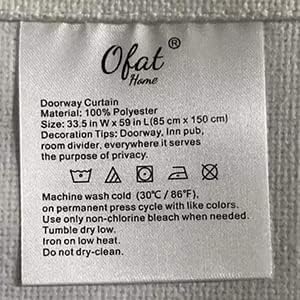 Ofat®
Home
Doorway Curtain
Material: 100% Polyester
Size: 33.5 in W x 59 in L(85 cm x 150 cm)
Decoration Tips: Doorway, Inn pub,
room divider, everywhere it serves
the purpose of privacy.
Machine wash cold (30℃ / 86℉),
on permanent press cycle with like colors.
Use only non-chlorine bleach when needed.
Tumble dry low.
Iron on low heat.
Do not dry-clean.